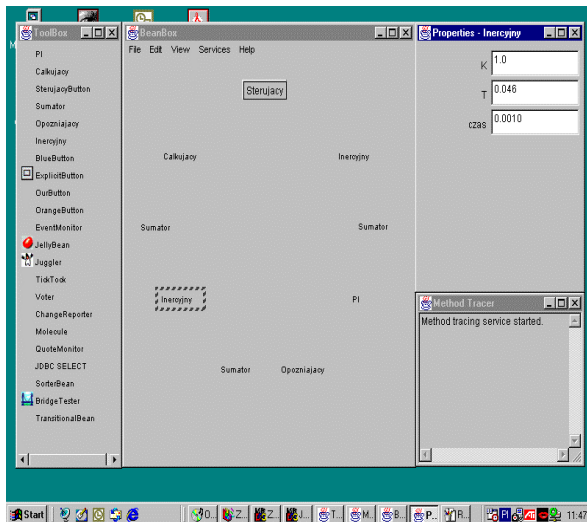 ToolBox
PI
Calkujacy
SterujacyButton
Sumator
Opozniajacy
Inercyjny
BlueButton
ExplicitButton
OurButton
OrangeButton
EventMonitor
JellyBean
Juggler
TickTock
Voter
ChangeReporter
Molecule
QuoteMonitor
JDBC SELECT
SorterBean
BridgeTester
TransitionalBean
BeanBox
File Edit View Services Help
Sterujacy
Calkujacy Inercyjny
Sumator Sumator
Inercyjny PI
Sumator Opozniajacy
Properties - Inercyjny
K 1.0
T 0.046
czas 0.0010
Method Tracer
Method tracing service started.
Start O... Z... Z... J... T... M... B... P... R... PI 11:47